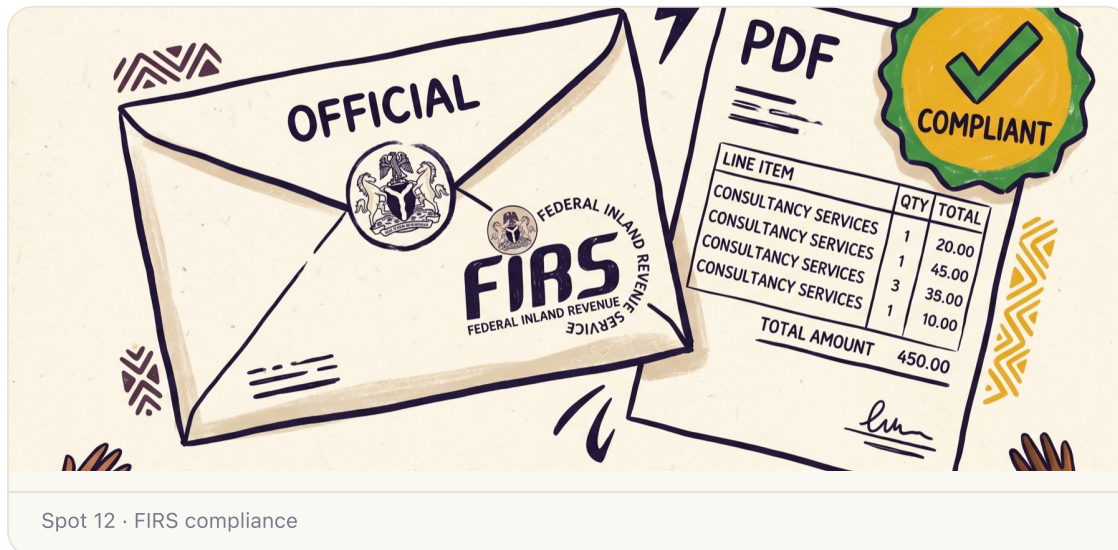 OFFICIAL
FIRS
FEDERAL INLAND REVENUE
FEDERAL INLAND REVENUE SERVICE
PDF
COMPLIANT
LINE ITEM QTY TOTAL
CONSULTANCY SERVICES 1 20.00
CONSULTANCY SERVICES 1 45.00
CONSULTANCY SERVICES 3 35.00
CONSULTANCY SERVICES 1 10.00
TOTAL AMOUNT 450.00
Spot 12 · FIRS compliance